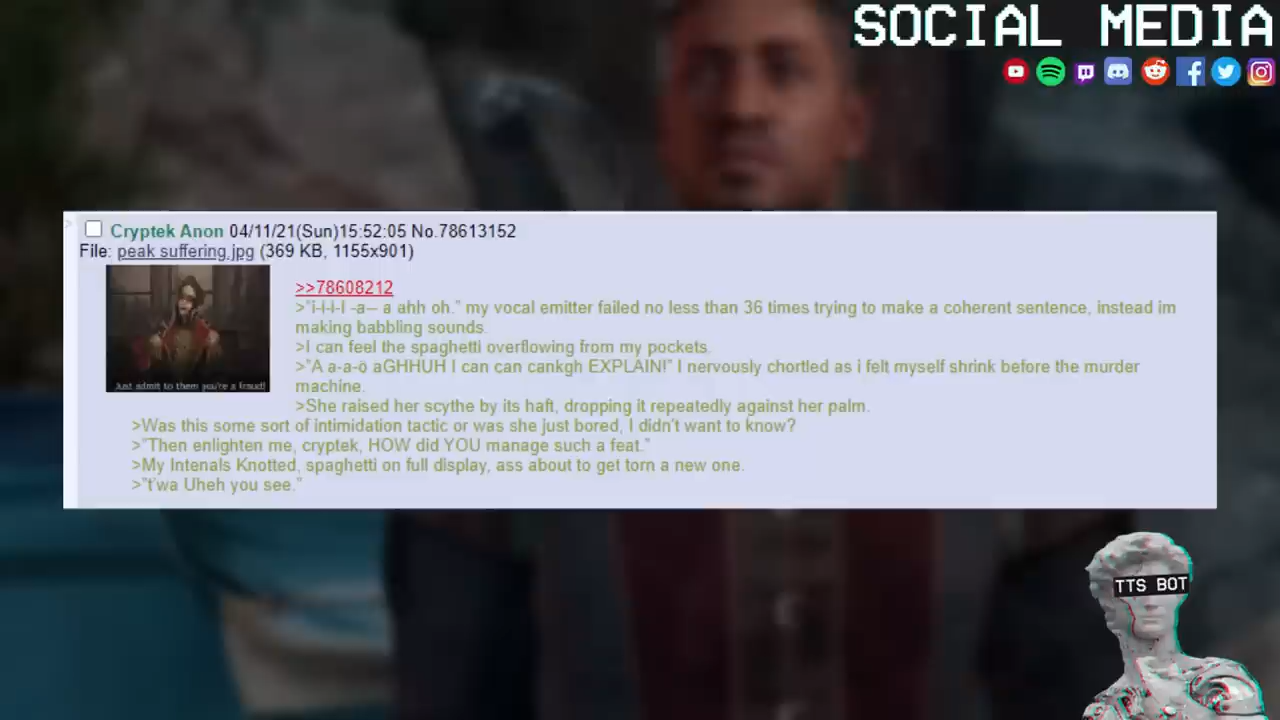 SOCIAL MEDIA
Cryptek Anon 04/11/21(Sun)15:52:05 No.78613152
File: peak suffering.jpg (369 KB, 1155x901)
>>78608212
>"i-I-I-I -a-- a ahh oh." my vocal emitter failed no less than 36 times trying to make a coherent sentence, instead im
making babbling sounds.
>I can feel the spaghetti overflowing from my pockets.
>"A a-a-o aGHHUH I can can cankgh EXPLAIN!" I nervously chortled as i felt myself shrink before the murder
machine.
Just admit to them you're a fraud!
>She raised her scythe by its haft, dropping it repeatedly against her palm.
>Was this some sort of intimidation tactic or was she just bored, I didn't want to know?
>"Then enlighten me, cryptek, HOW did YOU manage such a feat."
>My Intenals Knotted, spaghetti on full display, ass about to get torn a new one.
>"t'wa Uheh you see."
TTS BOT